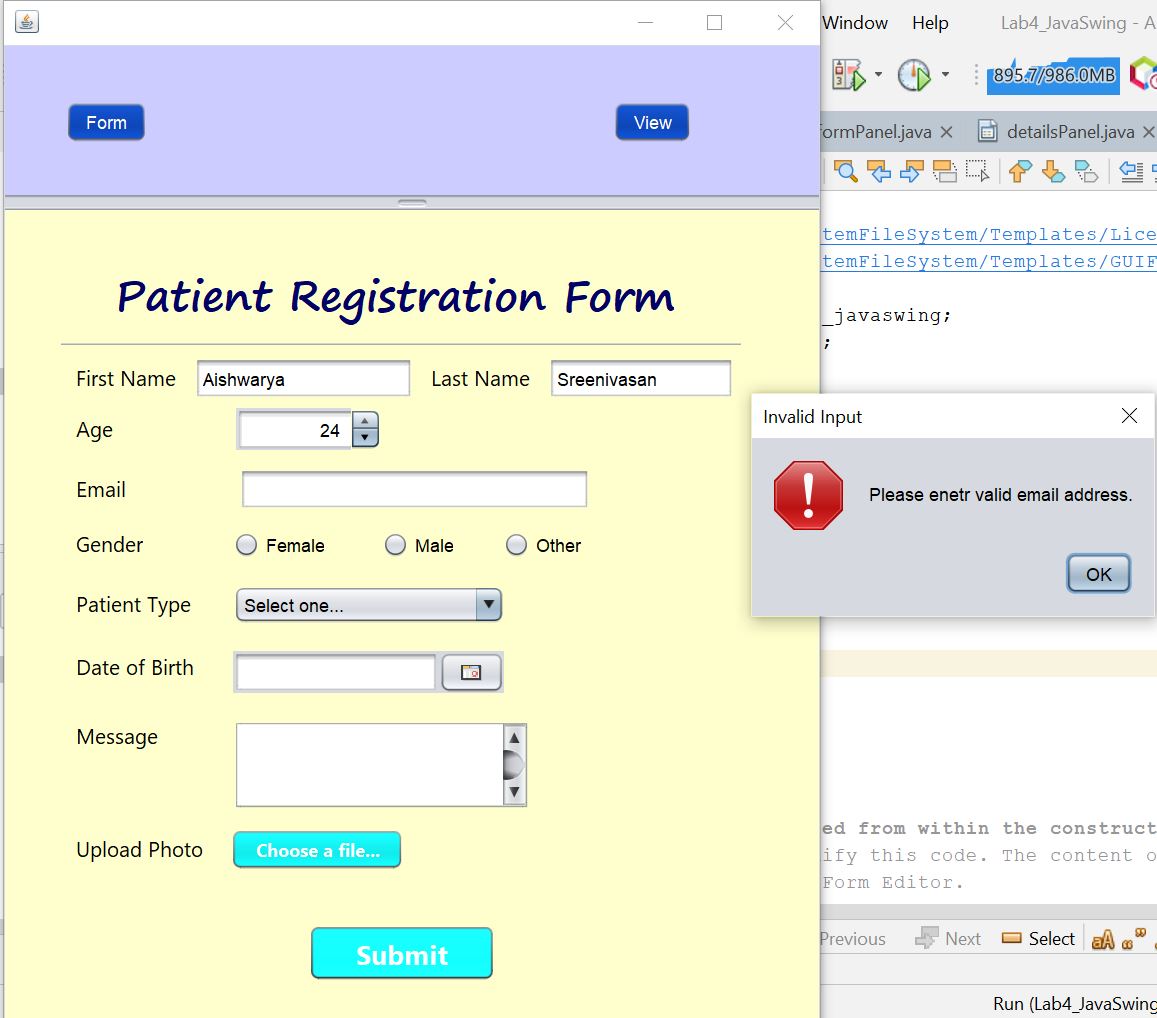 Window Help Lab4_JavaSwing - A
895.7/986.0MB
Form View
formPanel.java detailsPanel.java
temFileSystem/Templates/Lice
temFileSystem/Templates/GUIF
Patient Registration Form
_javaswing;
;
First Name Aishwarya Last Name Sreenivasan
Invalid Input
Age 24
Email
Please enetr valid email address.
Gender Female Male Other
OK
Patient Type Select one...
Date of Birth
Message
ed from within the construct
Upload Photo Choose a file...
ify this code. The content o
Form Editor.
Previous Next Select aA
Submit
Run (Lab4_JavaSwing